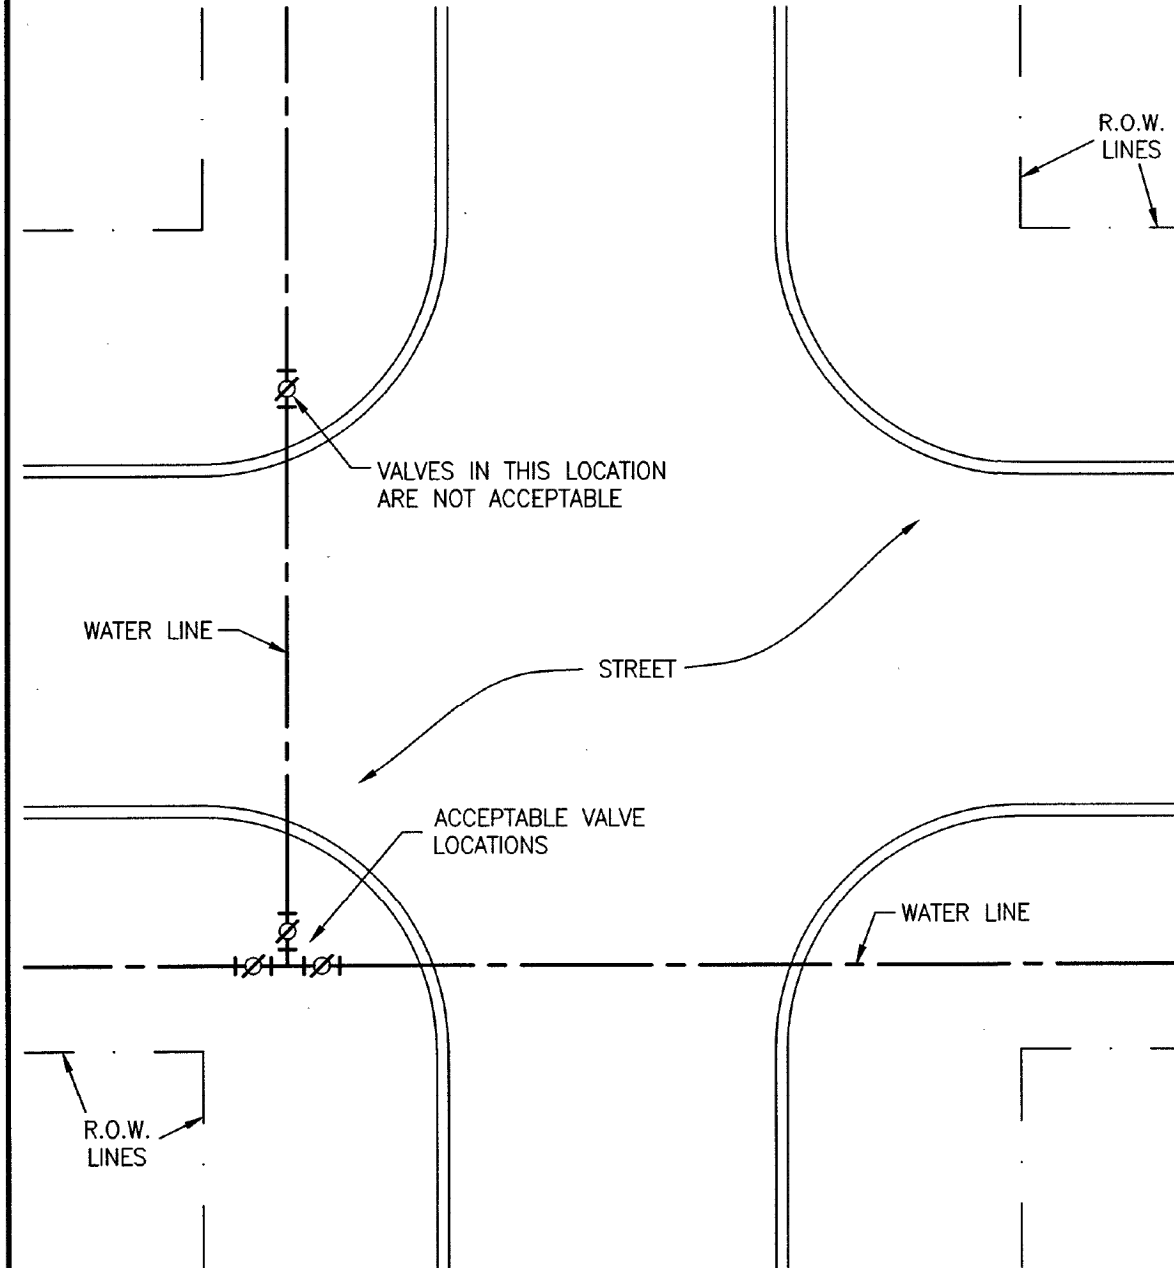 R.O.W.
LINES
VALVES IN THIS LOCATION
ARE NOT ACCEPTABLE
WATER LINE
STREET
ACCEPTABLE VALVE
LOCATIONS
WATER LINE
R.O.W.
LINES